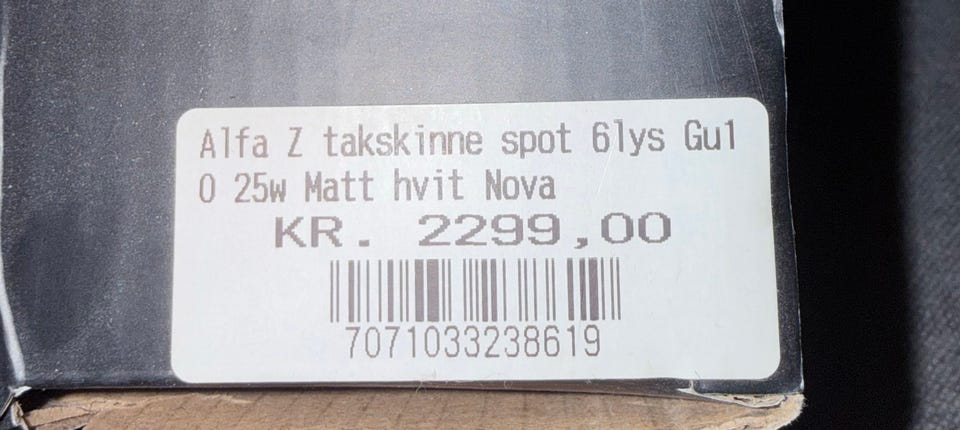 Alfa Z takskinne spot 6lys Gu1
0 25w Matt hvit Nova
KR. 2299,00
7071033238619